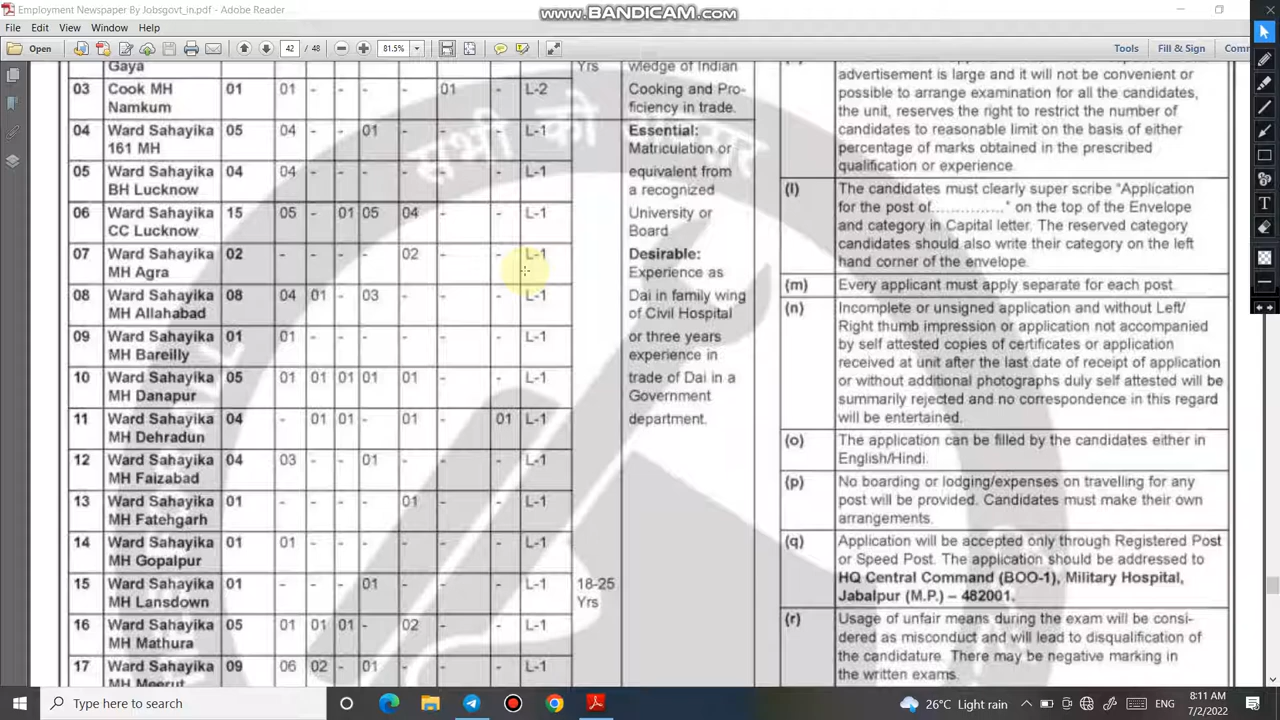 Employment Newspaper By Jobsgovt_in.pdf - Adobe Reader
www.BANDICAM.com
File Edit View Window Help
Open 42 / 48 81.5% Tools Fill & Sign
Gaya Yrs wledge of Indian
03 Cook MH 01 01 - - - - 01 - L-2 Cooking and Pro-
Namkum ficiency in trade.
04 Ward Sahayika 05 04 - - 01 - - - L-1 Essential:
161 MH Matriculation or
05 Ward Sahayika 04 04 - - - - - - L-1 equivalent from
BH Lucknow a recognized
06 Ward Sahayika 15 05 - 01 05 04 - - L-1 University or
CC Lucknow Board
07 Ward Sahayika 02 - - - - 02 - - L-1 Desirable:
MH Agra Experience as
08 Ward Sahayika 08 04 01 - 03 - - - L-1 Dai in family wing
MH Allahabad of Civil Hospital
09 Ward Sahayika 01 01 - - - - - - L-1 or three years
MH Bareilly experience in
10 Ward Sahayika 05 01 01 01 01 01 - - L-1 trade of Dai in a
MH Danapur Government
11 Ward Sahayika 04 - 01 01 - 01 - 01 L-1 department.
MH Dehradun
12 Ward Sahayika 04 03 - - 01 - - - L-1
MH Faizabad
13 Ward Sahayika 01 - - - - 01 - - L-1
MH Fatehgarh
14 Ward Sahayika 01 01 - - - - - - L-1
MH Gopalpur
15 Ward Sahayika 01 - - - 01 - - - L-1 18-25
MH Lansdown Yrs
16 Ward Sahayika 05 01 01 01 - 02 - - L-1
MH Mathura
17 Ward Sahayika 09 06 02 - 01 - - - L-1
MH Meerut
advertisement is large and it will not be convenient or
possible to arrange examination for all the candidates,
the unit, reserves the right to restrict the number of
candidates to reasonable limit on the basis of either
percentage of marks obtained in the prescribed
qualification or experience.
(l) The candidates must clearly super scribe "Application
for the post of..............." on the top of the Envelope
and category in Capital letter. The reserved category
candidates should also write their category on the left
hand corner of the envelope.
(m) Every applicant must apply separate for each post.
(n) Incomplete or unsigned application and without Left/
Right thumb impression or application not accompanied
by self attested copies of certificates or application
received at unit after the last date of receipt of application
or without additional photographs duly self attested will be
summarily rejected and no correspondence in this regard
will be entertained.
(o) The application can be filled by the candidates either in
English/Hindi.
(p) No boarding or lodging/expenses on travelling for any
post will be provided. Candidates must make their own
arrangements.
(q) Application will be accepted only through Registered Post
or Speed Post. The application should be addressed to
HQ Central Command (BOO-1), Military Hospital,
Jabalpur (M.P.) – 482001.
(r) Usage of unfair means during the exam will be consi-
dered as misconduct and will lead to disqualification of
the candidature. There may be negative marking in
the written exams.
सभी को
Type here to search
26°C Light rain
ENG
8:11 AM
7/2/2022